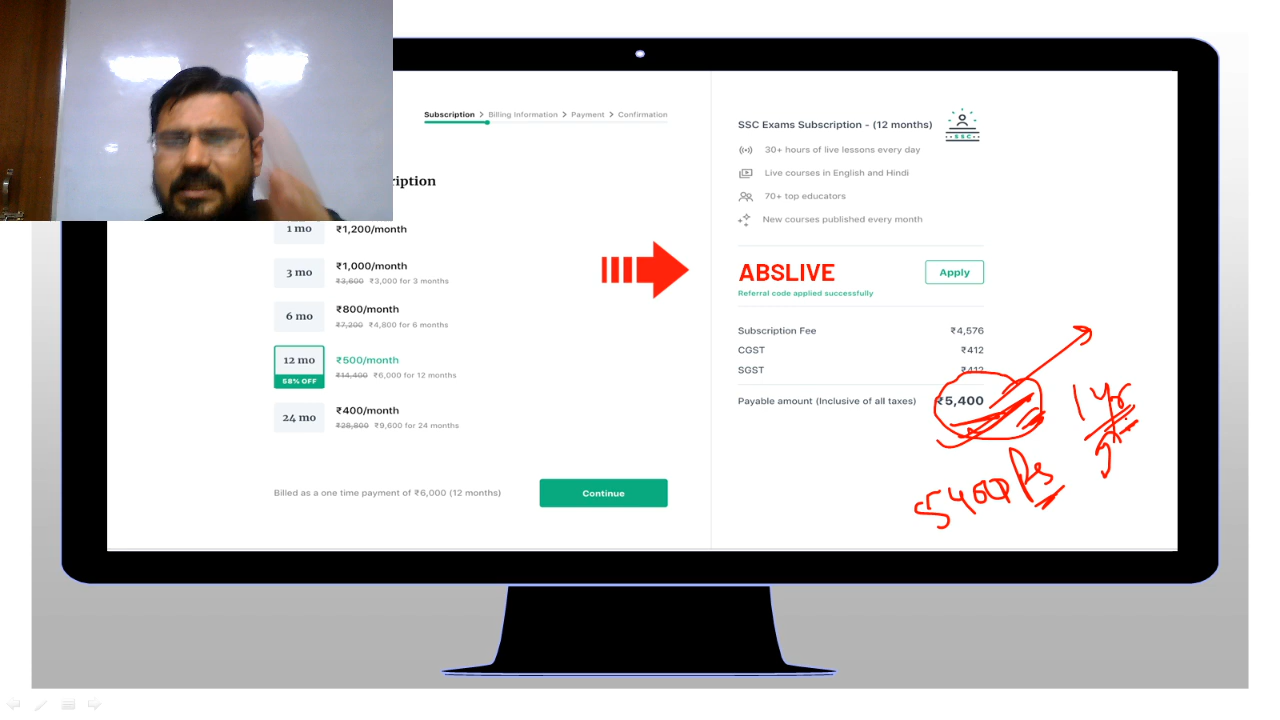 Subscription > Billing Information > Payment > Confirmation
ription
1 mo ₹1,200/month
3 mo ₹1,000/month
₹3,600 ₹3,000 for 3 months
6 mo ₹800/month
₹7,200 ₹4,800 for 6 months
12 mo ₹500/month
58% OFF ₹14,400 ₹6,000 for 12 months
24 mo ₹400/month
₹28,800 ₹9,600 for 24 months
Billed as a one time payment of ₹6,000 (12 months)
Continue
SSC Exams Subscription - (12 months)
SSC
30+ hours of live lessons every day
Live courses in English and Hindi
70+ top educators
New courses published every month
ABSLIVE
Apply
Referral code applied successfully
Subscription Fee ₹4,576
CGST ₹412
SGST ₹412
Payable amount (Inclusive of all taxes) ₹5,400
1 yr
5400 Rs